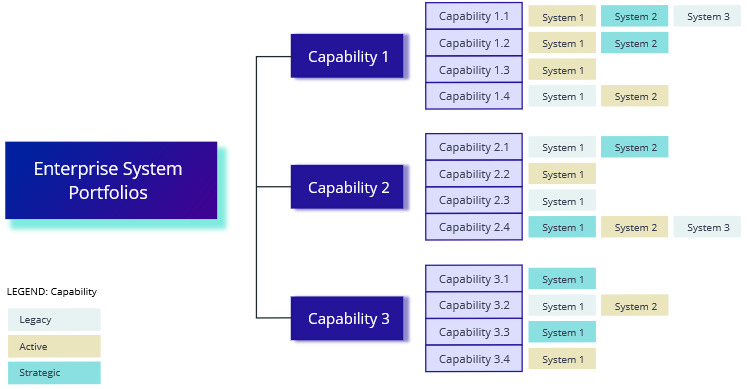 Enterprise System
Portfolios
Capability 1
Capability 1.1 System 1 System 2 System 3
Capability 1.2 System 1 System 2
Capability 1.3 System 1
Capability 1.4 System 1 System 2
Capability 2
Capability 2.1 System 1 System 2
Capability 2.2 System 1
Capability 2.3 System 1
Capability 2.4 System 1 System 2 System 3
Capability 3
Capability 3.1 System 1
Capability 3.2 System 1 System 2
Capability 3.3 System 1
Capability 3.4 System 1
LEGEND: Capability
Legacy
Active
Strategic